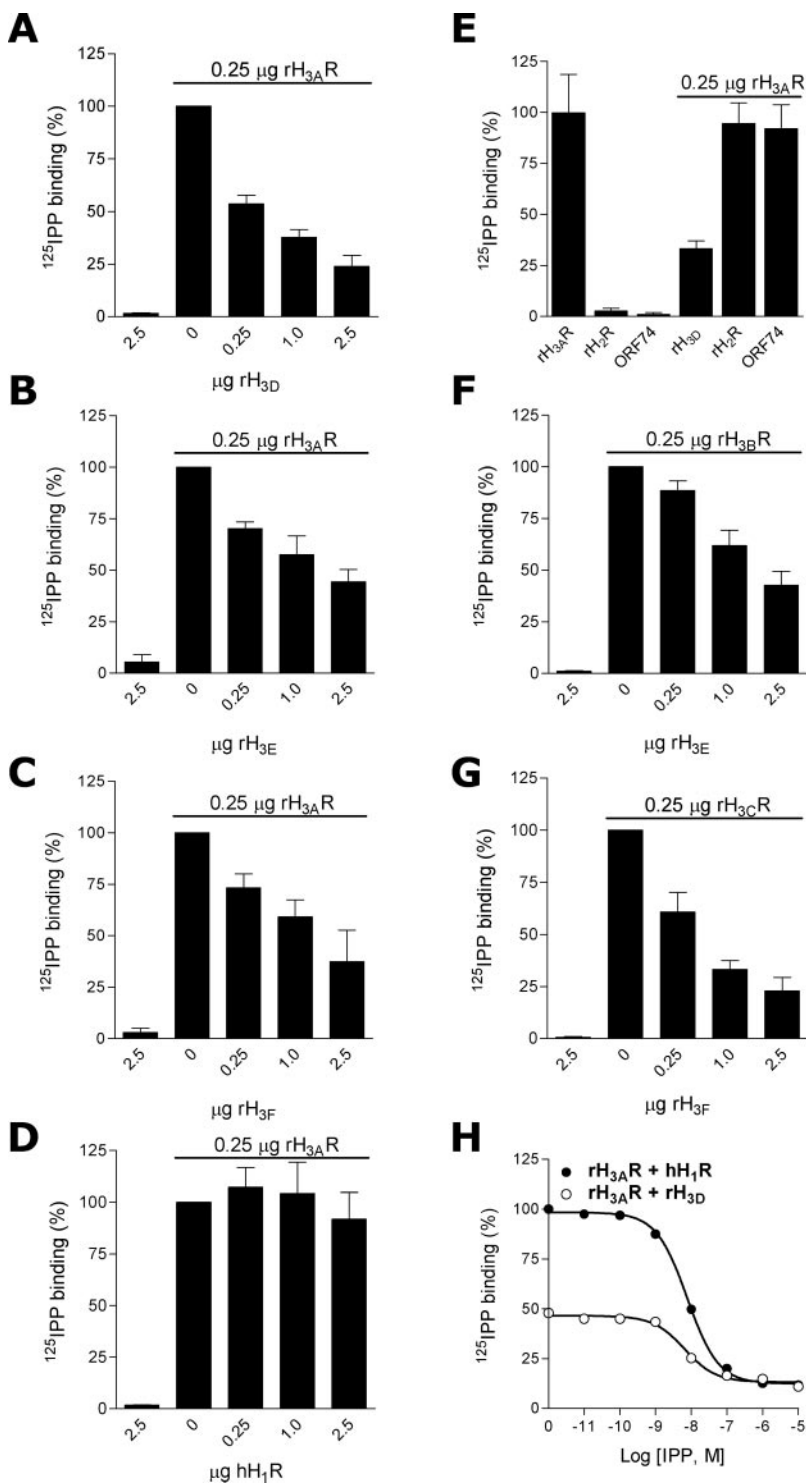 A
0.25 μg rH3AR
125IPP binding (%)
125
100
75
50
25
0
2.5
0
0.25
1.0
2.5
μg rH3D
B
0.25 μg rH3AR
125IPP binding (%)
125
100
75
50
25
0
2.5
0
0.25
1.0
2.5
μg rH3E
C
0.25 μg rH3AR
125IPP binding (%)
125
100
75
50
25
0
2.5
0
0.25
1.0
2.5
μg rH3F
D
0.25 μg rH3AR
125IPP binding (%)
125
100
75
50
25
0
2.5
0
0.25
1.0
2.5
μg hH1R
E
0.25 μg rH3AR
125IPP binding (%)
125
100
75
50
25
0
rH3AR
rH2R
ORF74
rH3D
rH2R
ORF74
F
0.25 μg rH3BR
125IPP binding (%)
125
100
75
50
25
0
2.5
0
0.25
1.0
2.5
μg rH3E
G
0.25 μg rH3CR
125IPP binding (%)
125
100
75
50
25
0
2.5
0
0.25
1.0
2.5
μg rH3F
H
rH3AR + hH1R
rH3AR + rH3D
125IPP binding (%)
125
100
75
50
25
0
0 -11 -10 -9 -8 -7 -6 -5
Log [IPP, M]